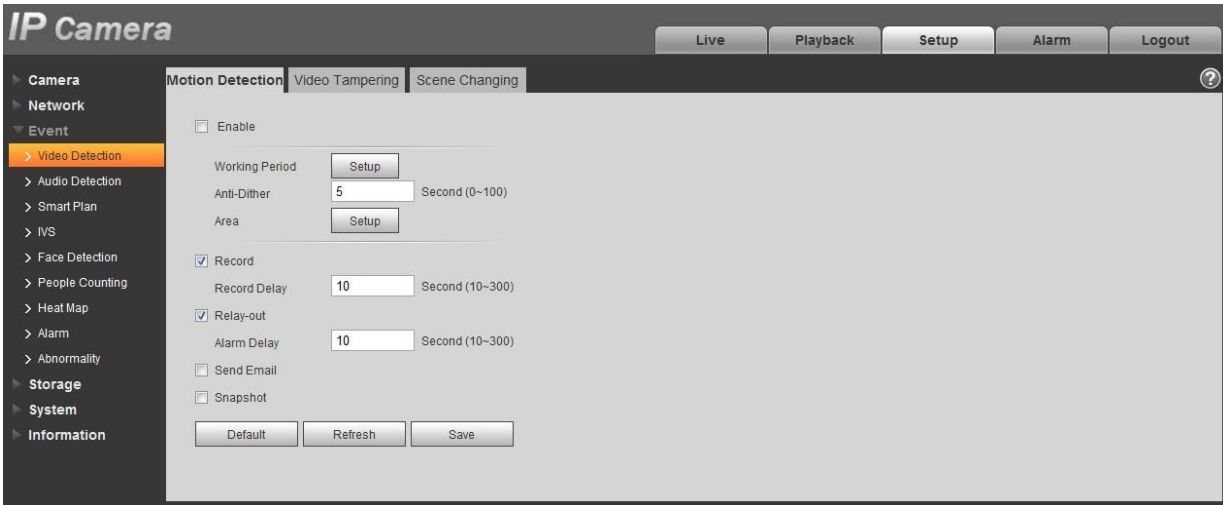 IP Camera
Live Playback Setup Alarm Logout
Camera
Network
Event
> Video Detection
> Audio Detection
> Smart Plan
> IVS
> Face Detection
> People Counting
> Heat Map
> Alarm
> Abnormality
Storage
System
Information
Motion Detection Video Tampering Scene Changing ?
Enable
Working Period Setup
Anti-Dither 5 Second (0~100)
Area Setup
Record
Record Delay 10 Second (10~300)
Relay-out
Alarm Delay 10 Second (10~300)
Send Email
Snapshot
Default Refresh Save